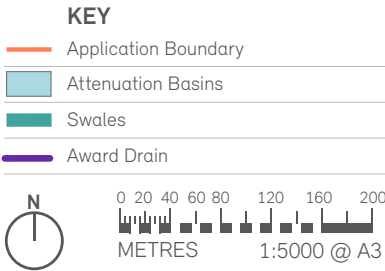 KEY
Application Boundary
Attenuation Basins
Swales
Award Drain
N
0 20 40 60 80 120 160 200
METRES 1:5000 @ A3